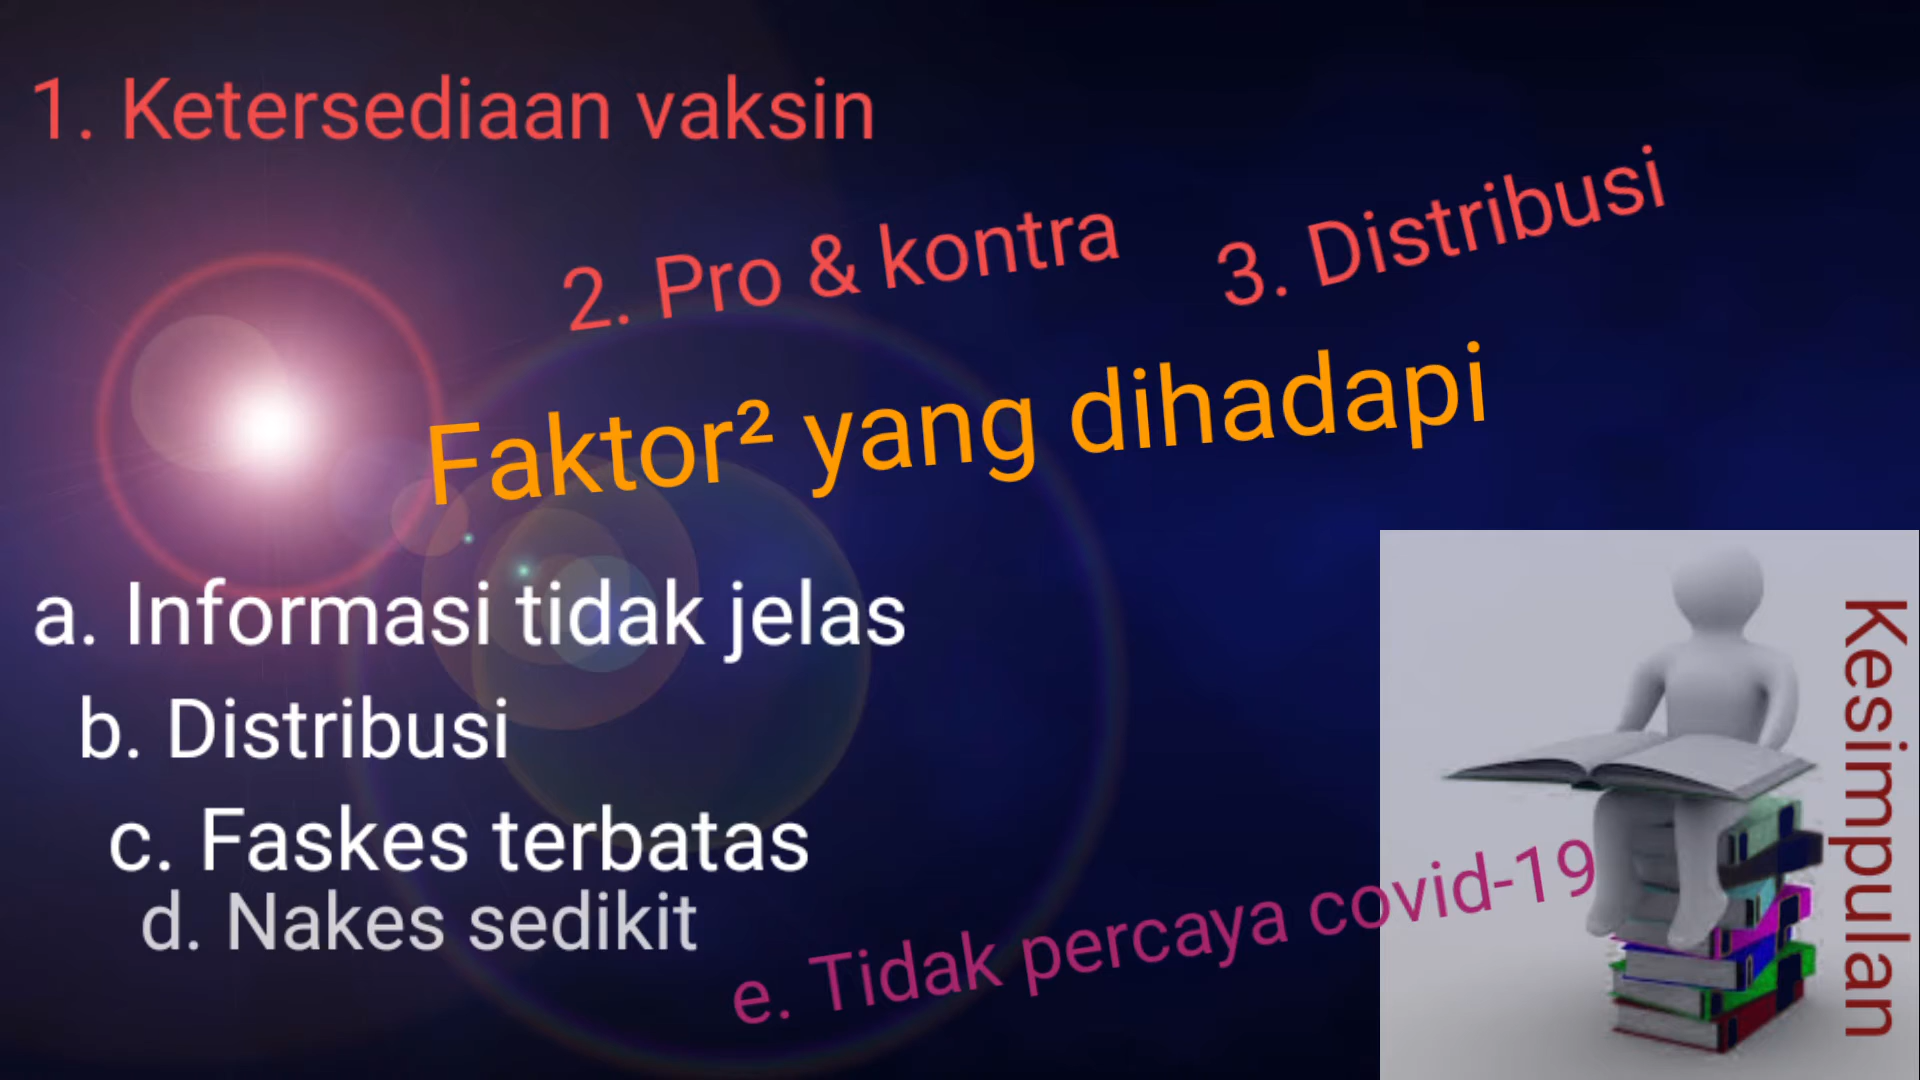 1. Ketersediaan vaksin
2. Pro & kontra
3. Distribusi
Faktor² yang dihadapi
a. Informasi tidak jelas
b. Distribusi
c. Faskes terbatas
d. Nakes sedikit
e. Tidak percaya covid-19
Kesimpulan